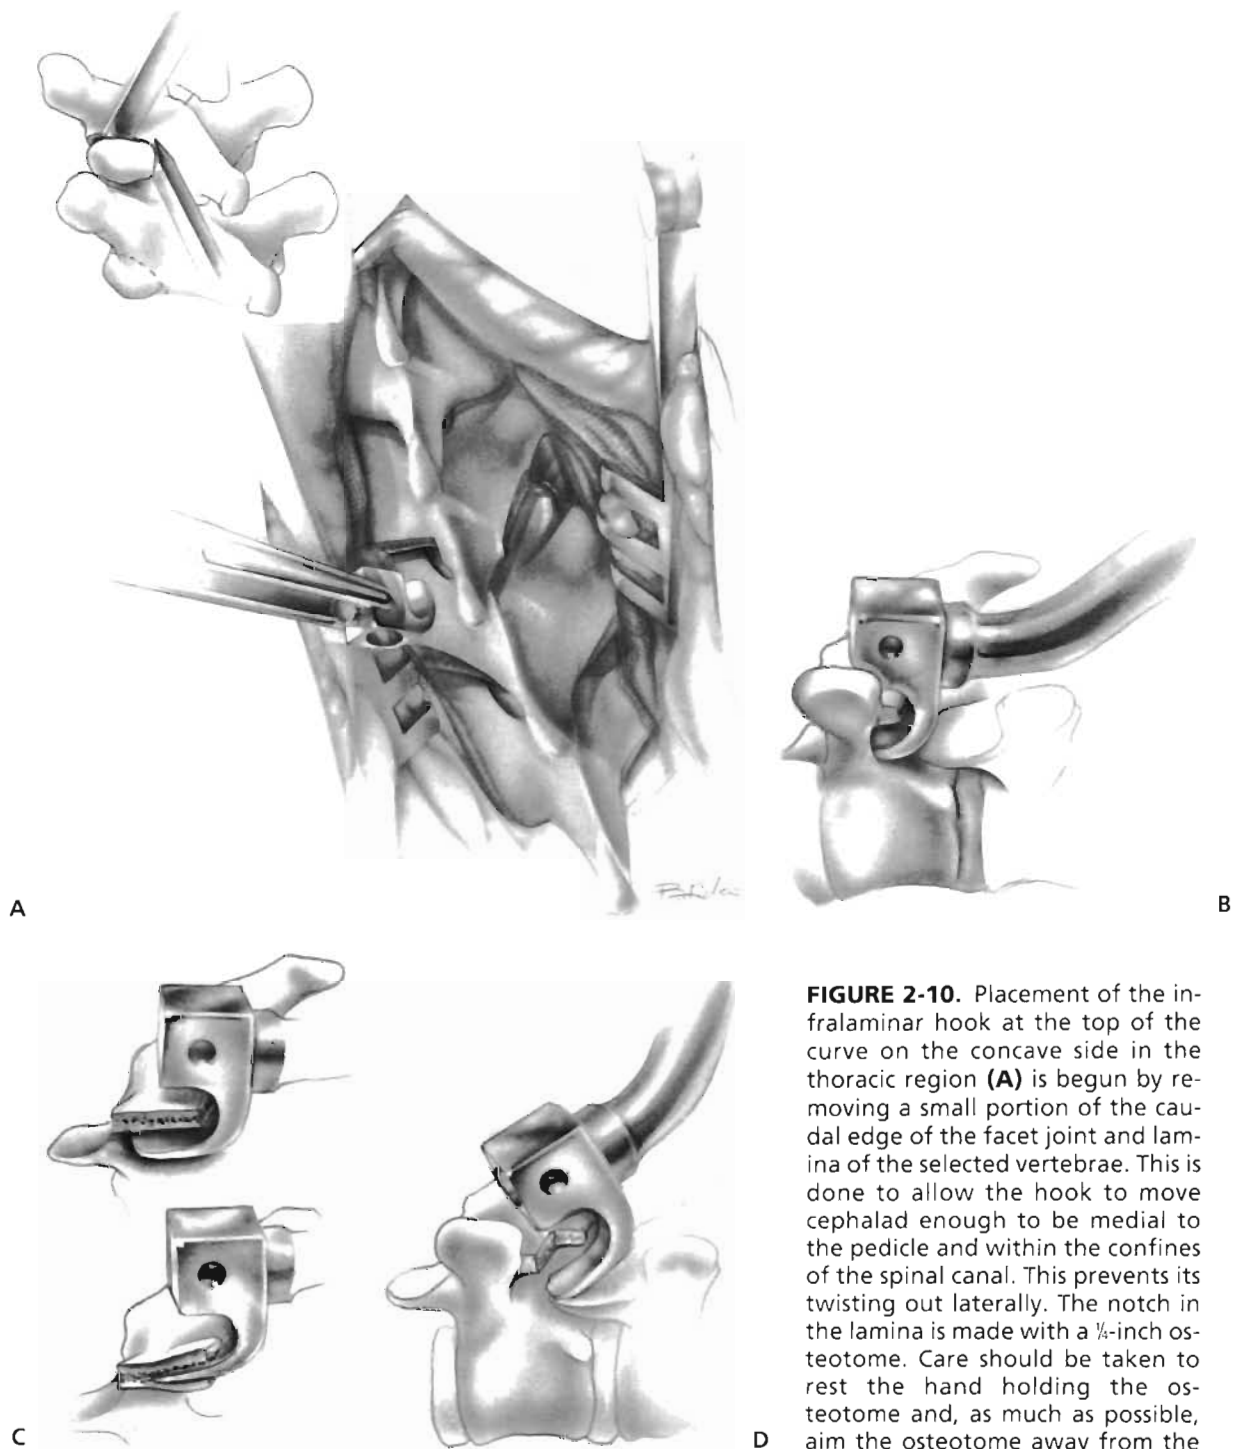 A
B
C
D
FIGURE 2-10. Placement of the in-
fralaminar hook at the top of the
curve on the concave side in the
thoracic region (A) is begun by re-
moving a small portion of the cau-
dal edge of the facet joint and lam-
ina of the selected vertebrae. This is
done to allow the hook to move
cephalad enough to be medial to
the pedicle and within the confines
of the spinal canal. This prevents its
twisting out laterally. The notch in
the lamina is made with a ¼-inch os-
teotome. Care should be taken to
rest the hand holding the os-
teotome and, as much as possible,
aim the osteotome away from the